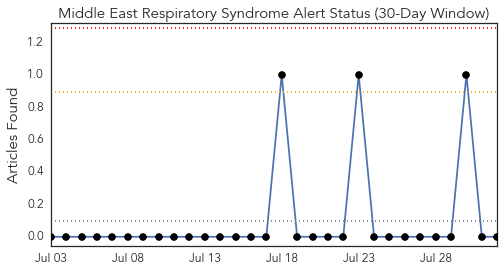 Middle East Respiratory Syndrome Alert Status (30-Day Window)
Articles Found
1.2
1.0
0.8
0.6
0.4
0.2
0.0
Jul 03 Jul 08 Jul 13 Jul 18 Jul 23 Jul 28